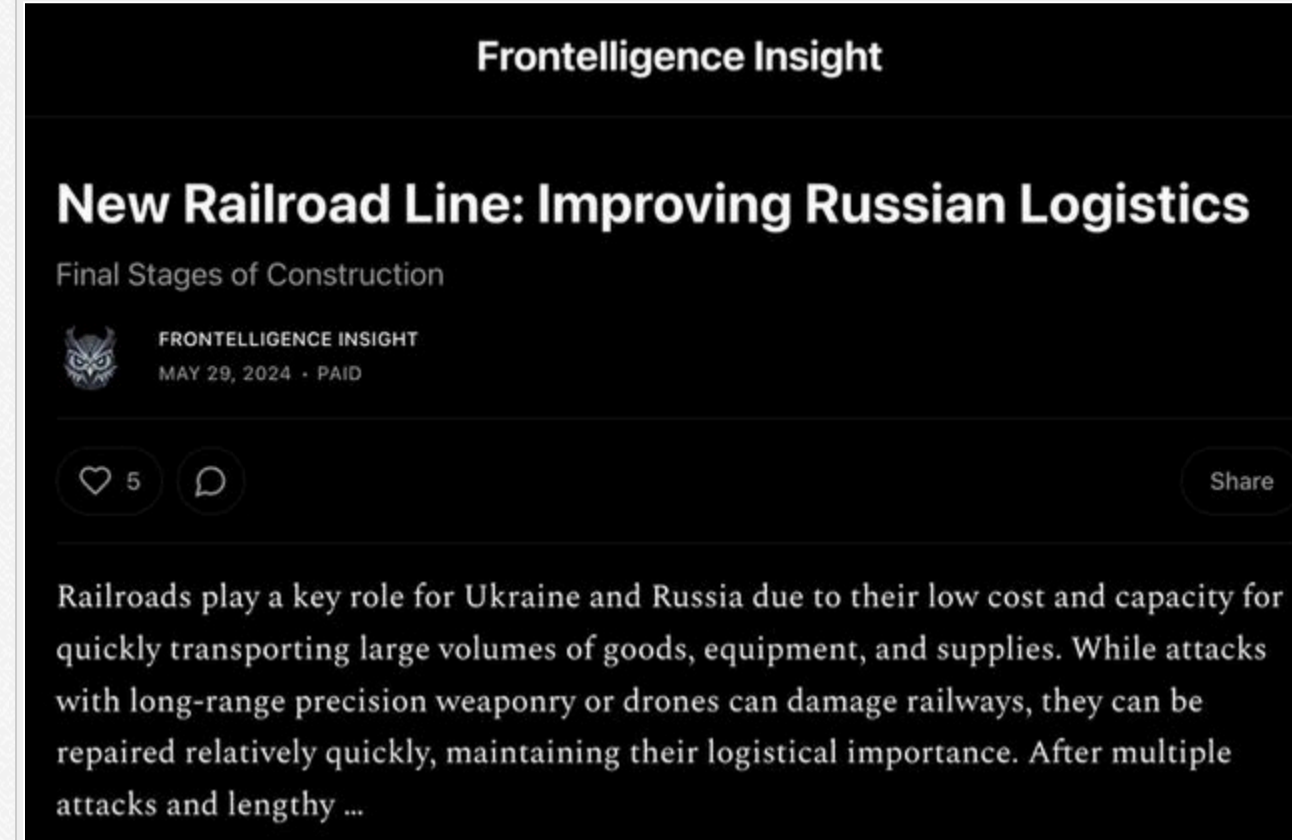 Frontelligence Insight
New Railroad Line: Improving Russian Logistics
Final Stages of Construction
FRONTELLIGENCE INSIGHT
MAY 29, 2024 · PAID
5
Share
Railroads play a key role for Ukraine and Russia due to their low cost and capacity for
quickly transporting large volumes of goods, equipment, and supplies. While attacks
with long-range precision weaponry or drones can damage railways, they can be
repaired relatively quickly, maintaining their logistical importance. After multiple
attacks and lengthy ...